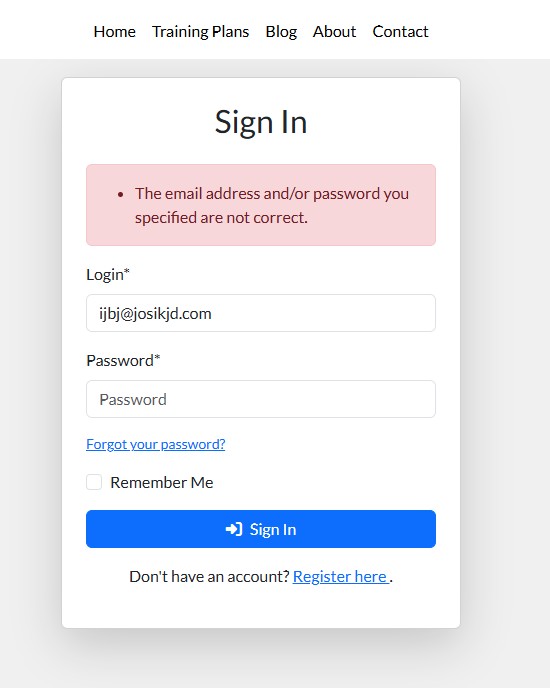 Home Training Plans Blog About Contact
Sign In
• The email address and/or password you
specified are not correct.
Login*
ijbj@josikjd.com
Password*
Password
Forgot your password?
Remember Me
Sign In
Don't have an account? Register here .